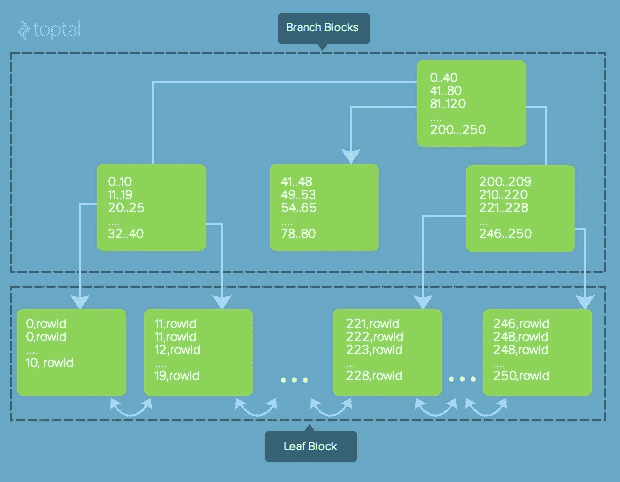 toptal
Branch Blocks
0..40
41..80
81..120
....
200...250
0.10
11..19
20..25
....
32..40
41..48
49..53
54..65
....
78..80
200..209
210..220
221..228
...
246..250
0,rowid
0,rowid
....
10, rowid
11,rowid
11,rowid
12,rowid
....
19,rowid
...
221,rowid
222,rowid
223,rowid
....
228,rowid
...
246,rowid
248,rowid
248,rowid
....
250,rowid
Leaf Block